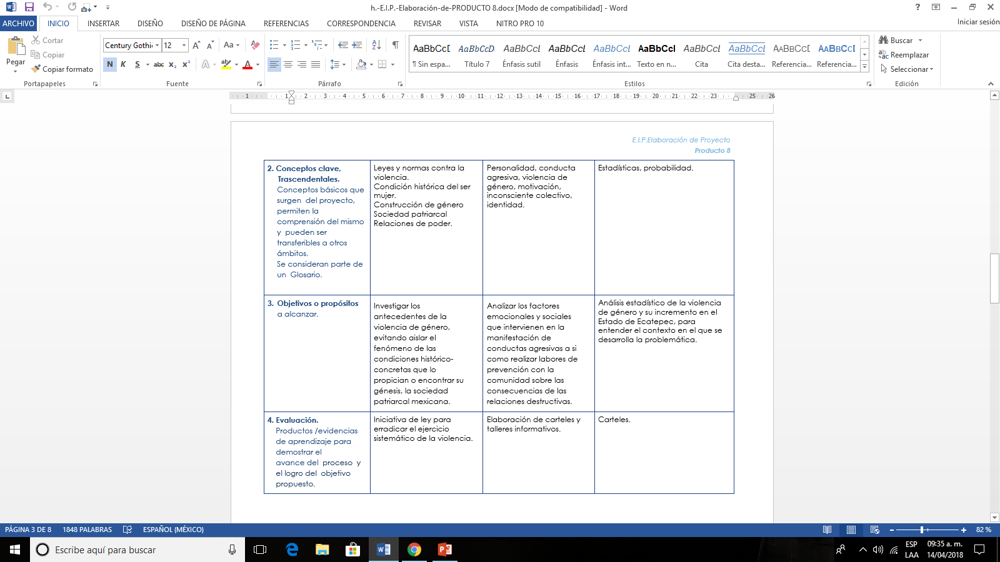 h.-E.I.P.-Elaboración-de-PRODUCTO 8.docx [Modo de compatibilidad] - Word
ARCHIVO INICIO INSERTAR DISEÑO DISEÑO DE PÁGINA REFERENCIAS CORRESPONDENCIA REVISAR VISTA NITRO PRO 10 Iniciar sesión
Pegar
Cortar
Copiar
Copiar formato
Portapapeles
Century Gothi 12
N K S abc x₂ x²
Fuente
Párrafo
AaBbCcD AaBbCcD AaBbCcL AaBbCcL AaBbCcL AaBbCcI AaBbCcL AaBbCcL AABBCCD AABBCCD
¶ Sin espa... Título 7 Énfasis sutil Énfasis Énfasis int... Texto en n... Cita Cita desta... Referencia... Referencia...
Estilos
Buscar
Reemplazar
Seleccionar
Edición
1 1 2 3 4 5 6 7 8 9 10 11 12 13 14 15 16 17 18 19 20 21 22 23 25 26
E.I.P.Elaboración de Proyecto
Producto 8
2. Conceptos clave,
Trascendentales.
Conceptos básicos que
surgen  del proyecto,
permiten la
comprensión del mismo
y  pueden ser
transferibles a otros
ámbitos.
Se consideran parte de
un  Glosario.
Leyes y normas contra la
violencia.
Condición histórica del ser
mujer.
Construcción de género
Sociedad patriarcal
Relaciones de poder.
Personalidad, conducta
agresiva, violencia de
género, motivación,
inconsciente colectivo,
identidad.
Estadísticas, probabilidad.
3.  Objetivos o propósitos
a alcanzar.
Investigar los
antecedentes de la
violencia de género,
evitando aislar el
fenómeno de las
condiciones histórico-
concretas que lo
propician o encontrar su
génesis, la sociedad
patriarcal mexicana.
Analizar los factores
emocionales y sociales
que intervienen en la
manifestación de
conductas agresivas a si
como realizar labores de
prevención con la
comunidad sobre las
consecuencias de las
relaciones destructivas.
Análisis estadístico de la violencia
de género y su incremento en el
Estado de Ecatepec, para
entender el contexto en el que se
desarrolla la problemática.
4. Evaluación.
Productos /evidencias
de aprendizaje para
demostrar el
avance del  proceso  y
el logro del  objetivo
propuesto.
Iniciativa de ley para
erradicar el ejercicio
sistemático de la violencia.
Elaboración de carteles y
talleres informativos.
Carteles.
PÁGINA 3 DE 8 1848 PALABRAS ESPAÑOL (MÉXICO) 82 %
Escribe aquí para buscar
ESP
LAA
09:35 a. m.
14/04/2018